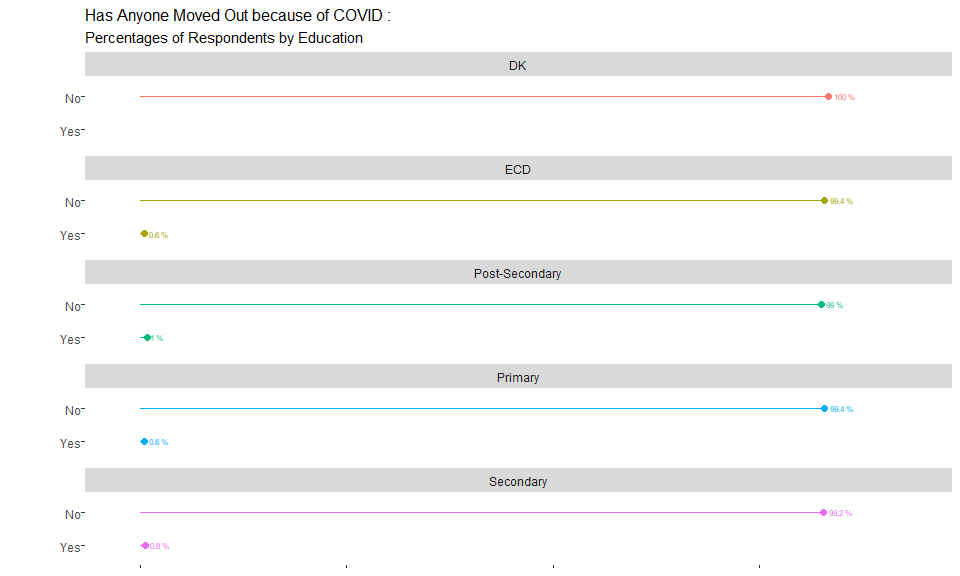 Has Anyone Moved Out because of COVID :
Percentages of Respondents by Education
DK
No
100 %
Yes
ECD
No
99.4 %
Yes
0.6 %
Post-Secondary
No
99 %
Yes
1 %
Primary
No
99.4 %
Yes
0.6 %
Secondary
No
99.2 %
Yes
0.8 %